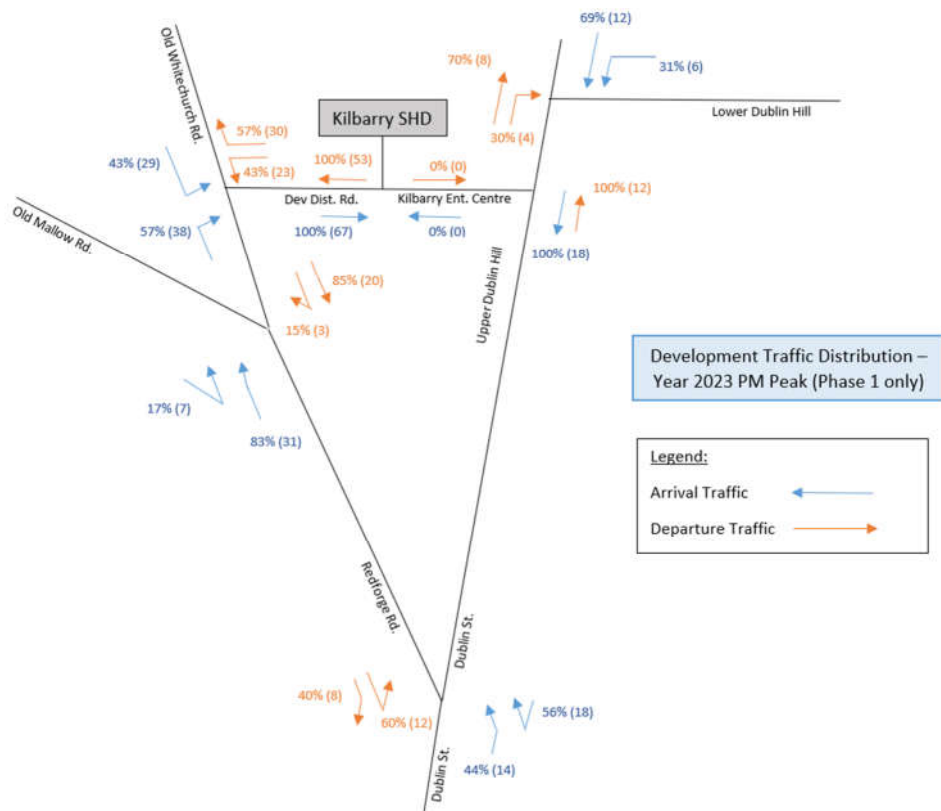 69% (12)
Old Whitechurch Rd.
70% (8)
31% (6)
Lower Dublin Hill
Kilbarry SHD
57% (30)
30% (4)
43% (23)
100% (53)
0% (0)
43% (29)
Dev Dist. Rd.
Kilbarry Ent. Centre
100% (12)
Old Mallow Rd.
57% (38)
100% (67)
0% (0)
100% (18)
Upper Dublin Hill
85% (20)
15% (3)
Development Traffic Distribution –
Year 2023 PM Peak (Phase 1 only)
17% (7)
83% (31)
Legend:
Arrival Traffic
Departure Traffic
Redforge Rd.
Dublin St.
40% (8)
60% (12)
56% (18)
44% (14)
Dublin St.